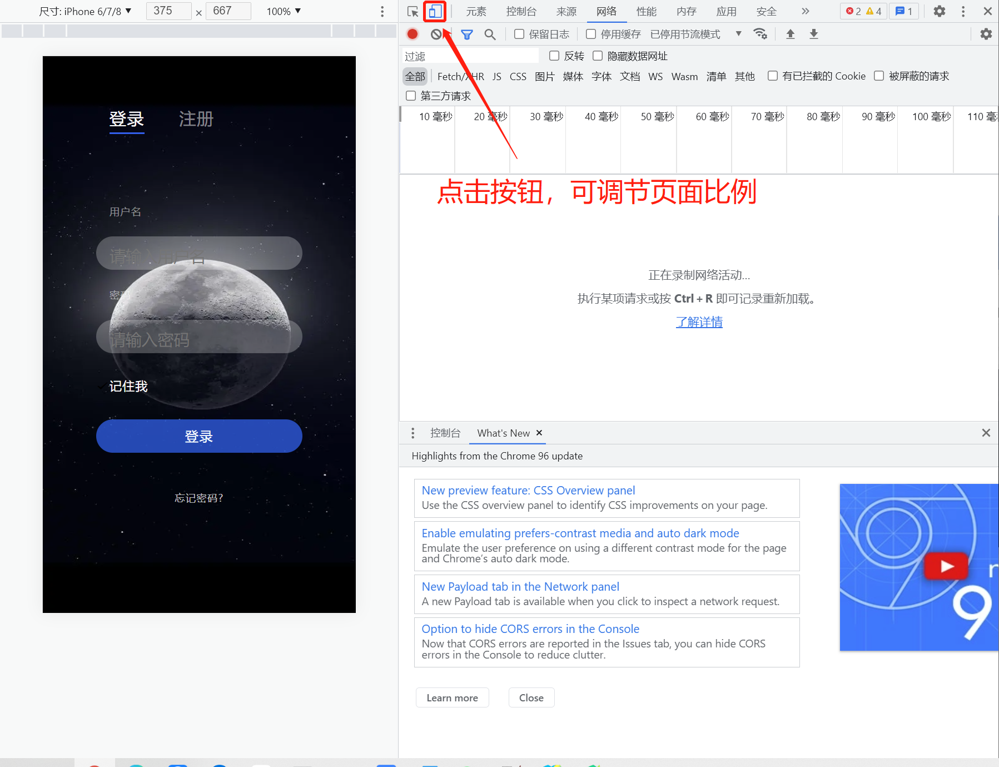 尺寸: iPhone 6/7/8 ▼ 375 × 667 100% ▼
登录 注册
用户名
请输入用户名
密码
请输入密码
记住我
登录
忘记密码?
元素 控制台 来源 网络 性能 内存 应用 安全 » 2 4 1
保留日志 停用缓存 已停用节流模式 ▼
过滤 反转 隐藏数据网址
全部 Fetch/XHR JS CSS 图片 媒体 字体 文档 WS Wasm 清单 其他 有已拦截的 Cookie 被屏蔽的请求
第三方请求
10 毫秒 20 毫秒 30 毫秒 40 毫秒 50 毫秒 60 毫秒 70 毫秒 80 毫秒 90 毫秒 100 毫秒 110 毫
点击按钮，可调节页面比例
正在录制网络活动...
执行某项请求或按 Ctrl + R 即可记录重新加载。
了解详情
控制台 What's New ×
Highlights from the Chrome 96 update
New preview feature: CSS Overview panel
Use the CSS overview panel to identify CSS improvements on your page.
Enable emulating prefers-contrast media and auto dark mode
Emulate the user preference on using a different contrast mode for the page
and Chrome’s auto dark mode.
New Payload tab in the Network panel
A new Payload tab is available when you click to inspect a network request.
Option to hide CORS errors in the Console
Now that CORS errors are reported in the Issues tab, you can hide CORS
errors in the Console to reduce clutter.
Learn more Close
9